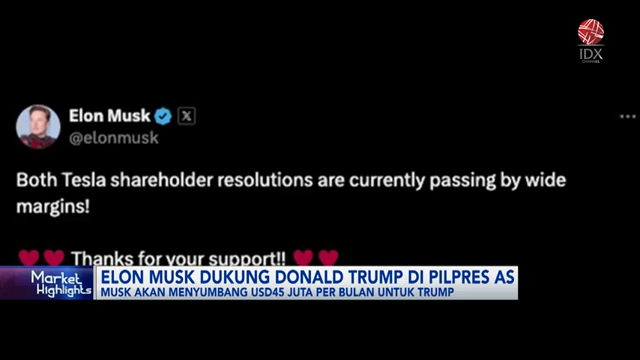 IDX
CHANNEL
Elon Musk
@elonmusk
Both Tesla shareholder resolutions are currently passing by wide
margins!
Thanks for your support!!
Market
Highlights
ELON MUSK DUKUNG DONALD TRUMP DI PILPRES AS
MUSK AKAN MENYUMBANG USD45 JUTA PER BULAN UNTUK TRUMP